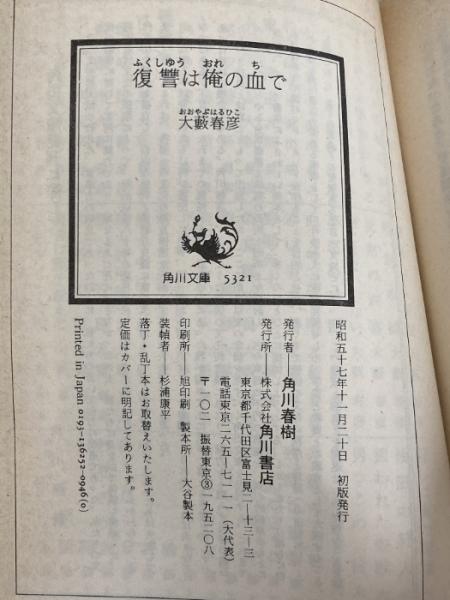 ふくしゆう おれ ち
復讐は俺の血で
おおやぶはるひこ
大藪春彦
角川文庫 5321
昭和五十七年十一月二十日 初版発行
発行者――角川春樹
発行所――株式会社角川書店
東京都千代田区富士見二―十三―三
電話東京二六五―七一一一(大代表)
〒一〇二 振替東京③一九五二〇八
印刷所――旭印刷 製本所――大谷製本
装幀者――杉浦康平
落丁・乱丁本はお取替えいたします。
定価はカバーに明記してあります。
Printed in Japan 0193-136252-0946(0)